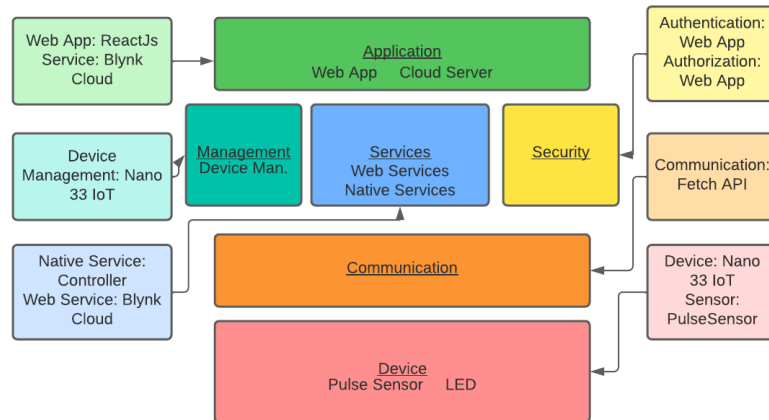 Web App: ReactJs
Service: Blynk
Cloud
Application
Web App Cloud Server
Authentication:
Web App
Authorization:
Web App
Device
Management: Nano
33 IoT
Management
Device Man.
Services
Web Services
Native Services
Security
Communication:
Fetch API
Native Service:
Controller
Web Service: Blynk
Cloud
Communication
Device: Nano
33 IoT
Sensor:
PulseSensor
Device
Pulse Sensor LED